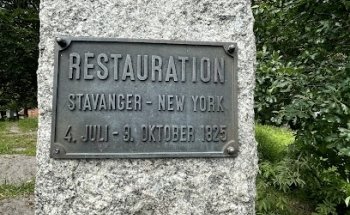 RESTAURATION
STAVANGER - NEW YORK
4. JULI - 9. OKTOBER 1825